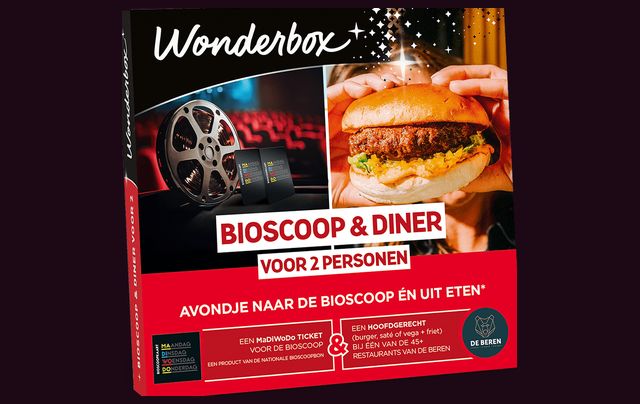 Wonderbox
BIOSCOOP & DINER
VOOR 2 PERSONEN
AVONDJE NAAR DE BIOSCOOP ÉN UIT ETEN*
BIOSCOOPKAART
MAANDAG
DINSDAG
WOENSDAG
DONDERDAG
EEN MaDiWoDo TICKET
VOOR DE BIOSCOOP
EEN PRODUCT VAN DE NATIONALE BIOSCOOPBON
&
EEN HOOFDGERECHT
(burger, saté of vega + friet)
BIJ ÉÉN VAN DE 45+
RESTAURANTS VAN DE BEREN
DE BEREN
Wonderbox
+ BIOSCOOP & DINER VOOR 2